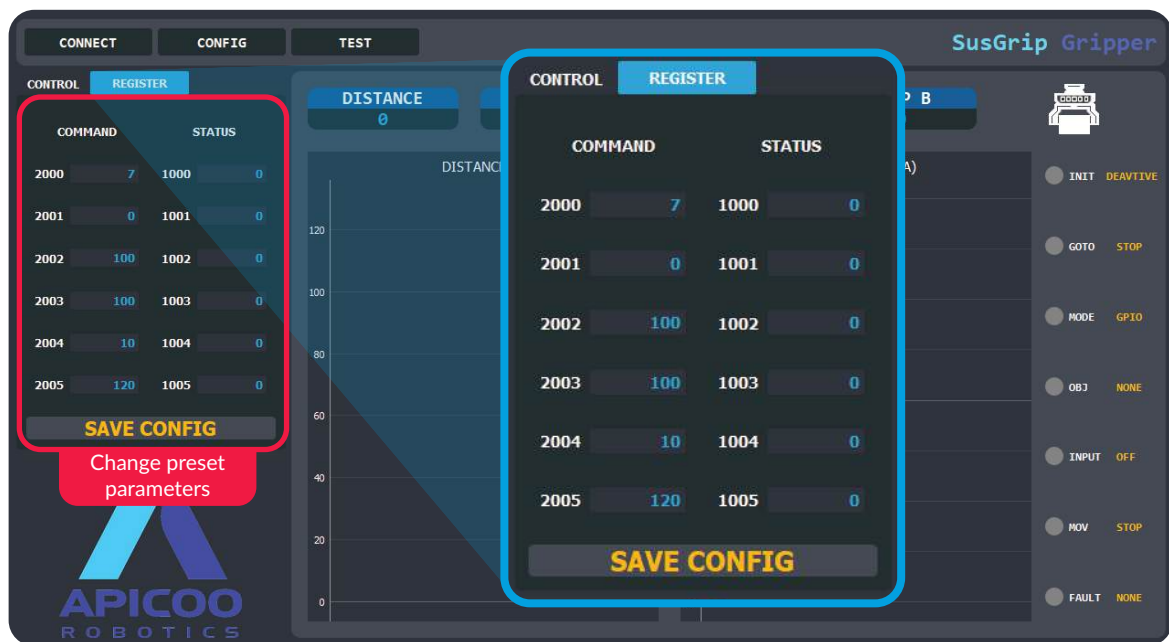 CONNECT CONFIG TEST
SusGrip Gripper
CONTROL REGISTER
COMMAND STATUS
2000 7 1000 0
2001 0 1001 0
2002 100 1002 0
2003 100 1003 0
2004 10 1004 0
2005 120 1005 0
SAVE CONFIG
Change preset
parameters
APICOO
ROBOTICS
DISTANCE
0
P B
DISTANC
A)
120
100
80
60
40
20
0
CONTROL REGISTER
COMMAND STATUS
2000 7 1000 0
2001 0 1001 0
2002 100 1002 0
2003 100 1003 0
2004 10 1004 0
2005 120 1005 0
SAVE CONFIG
INIT DEAVTIVE
GOTO STOP
MODE GPIO
OBJ NONE
INPUT OFF
MOV STOP
FAULT NONE